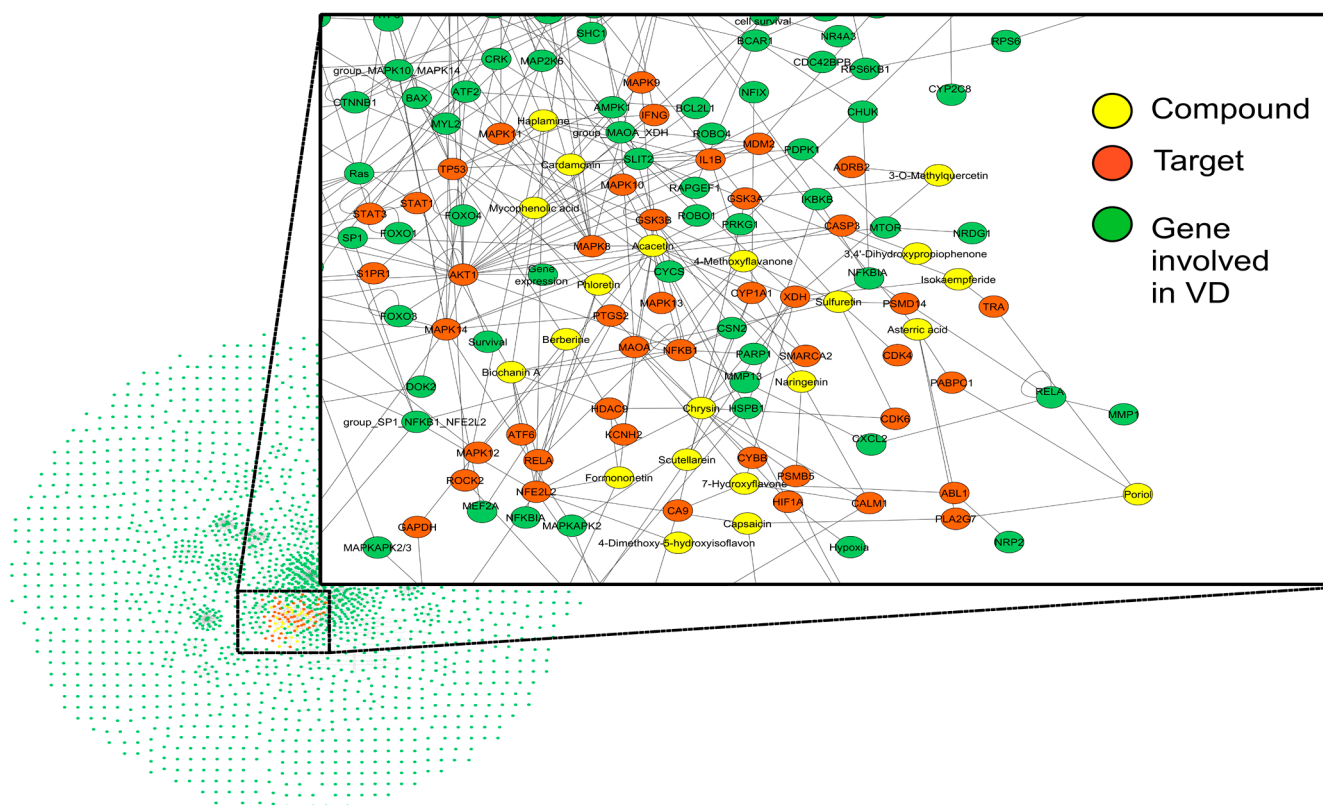 cell survival
SHC1
BCAR1
NR4A3
RPS6
CRK
MAP2K6
CDC42BPB
RPS6KB1
group_MAPK10_MAPK14
MAPK9
CTNNB1
BAX
ATF2
AMPK1
BCL2L1
NFIX
CYP2C8
Compound
MYL2
MAPK11
Haplamine
IFNG
group_MAOA_XDH
ROBO4
CHUK
MDM2
PDPK1
Target
Ras
TP53
Cardamonin
SLIT2
IL1B
ADRB2
3-O-Methylquercetin
MAPK10
RAPGEF1
GSK3A
IKBKB
STAT3
STAT1
FOXO4
Mycophenolic acid
GSK3B
ROBO1
PRKG1
CASP3
MTOR
NRDG1
Gene
involved
in VD
SP1
FOXO1
MAPK8
Acacetin
4-Methoxyflavanone
3,4'-Dihydroxypropiophenone
S1PR1
AKT1
Gene
expression
Phloretin
CYCS
NFKBIA
Isokaempferide
CYP1A1
XDH
Sulfuretin
PSMD14
TRA
MAPK13
FOXO3
MAPK14
PTGS2
CSN2
Asterric acid
Survival
Berberine
MAOA
NFKB1
PARP1
SMARCA2
CDK4
Biochanin A
MMP13
Naringenin
PABPC1
DOK2
RELA
HDAC9
Chrysin
HSPB1
CDK6
MMP1
group_SP1_NFKB1_NFE2L2
ATF6
KCNH2
CXCL2
MAPK12
RELA
Scutellarein
CYBB
ROCK2
Formononetin
7-Hydroxyflavone
PSMB5
NFE2L2
ABL1
Poriol
MEF2A
NFKBIA
CA9
HIF1A
CALM1
GAPDH
MAPKAPK2
Capsaicin
PLA2G7
MAPKAPK2/3
4-Dimethoxy-5-hydroxyisoflavon
Hypoxia
NRP2